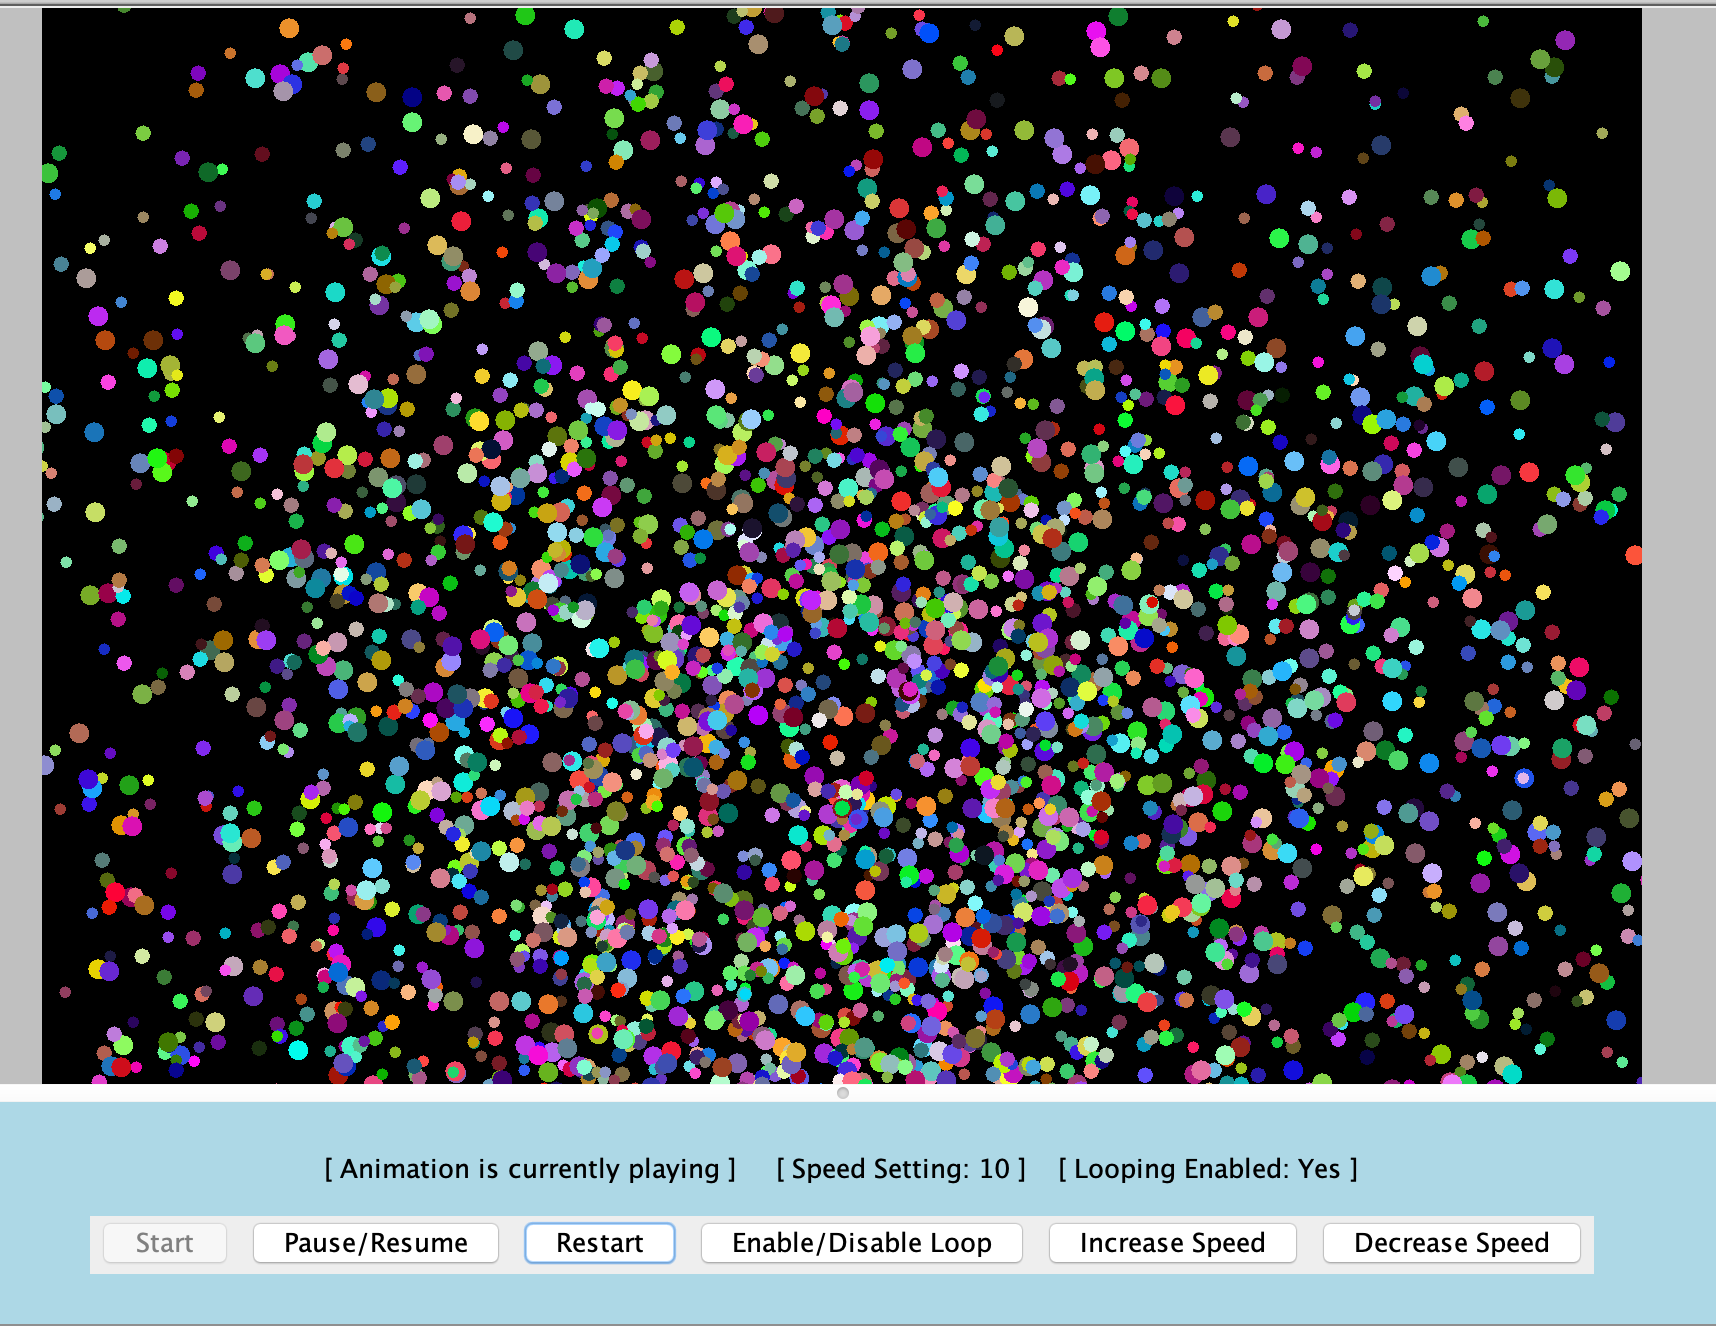 [ Animation is currently playing ] [ Speed Setting: 10 ] [ Looping Enabled: Yes ]
Start Pause/Resume Restart Enable/Disable Loop Increase Speed Decrease Speed